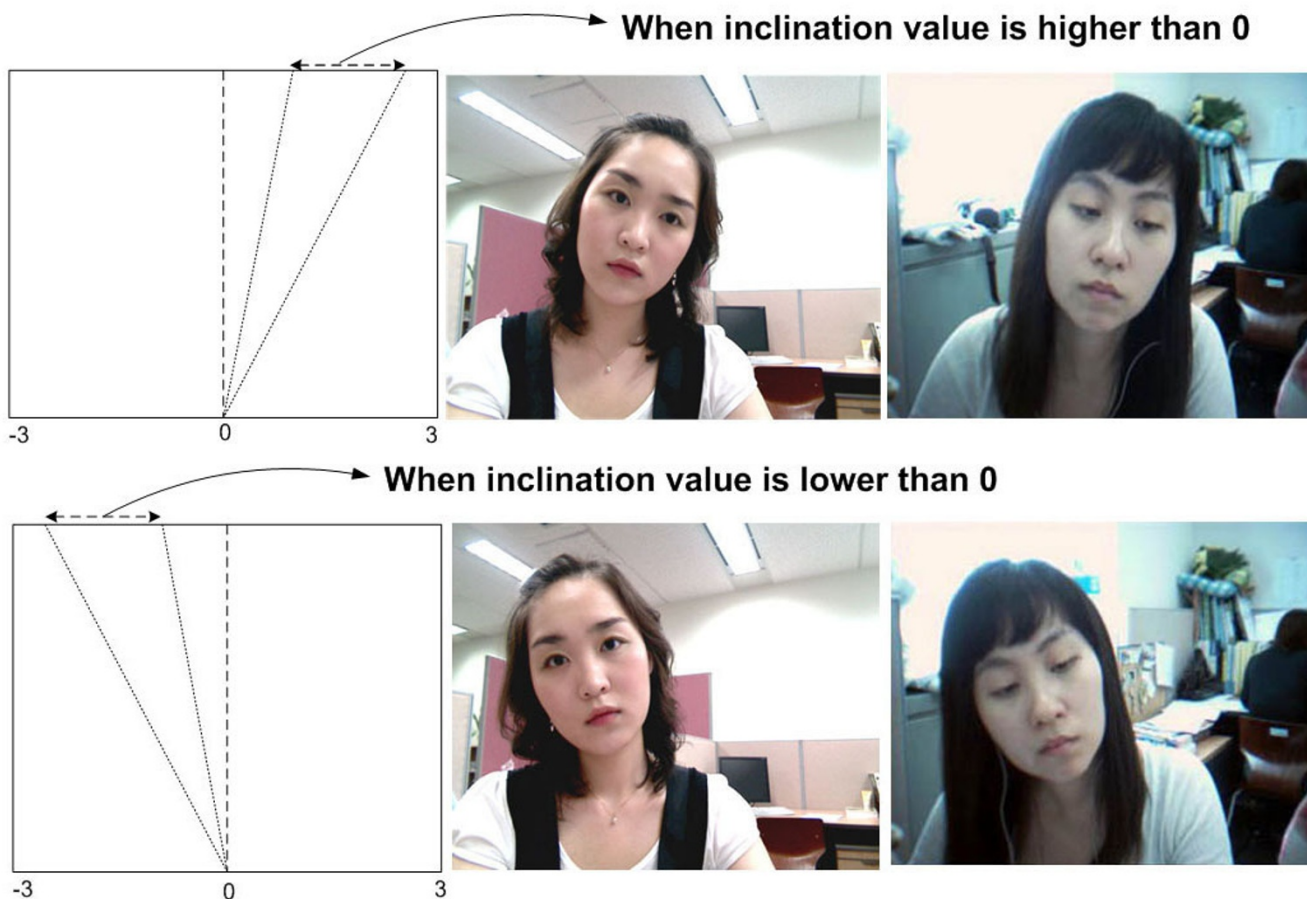 When inclination value is higher than 0
-3 0 3
When inclination value is lower than 0
-3 0 3